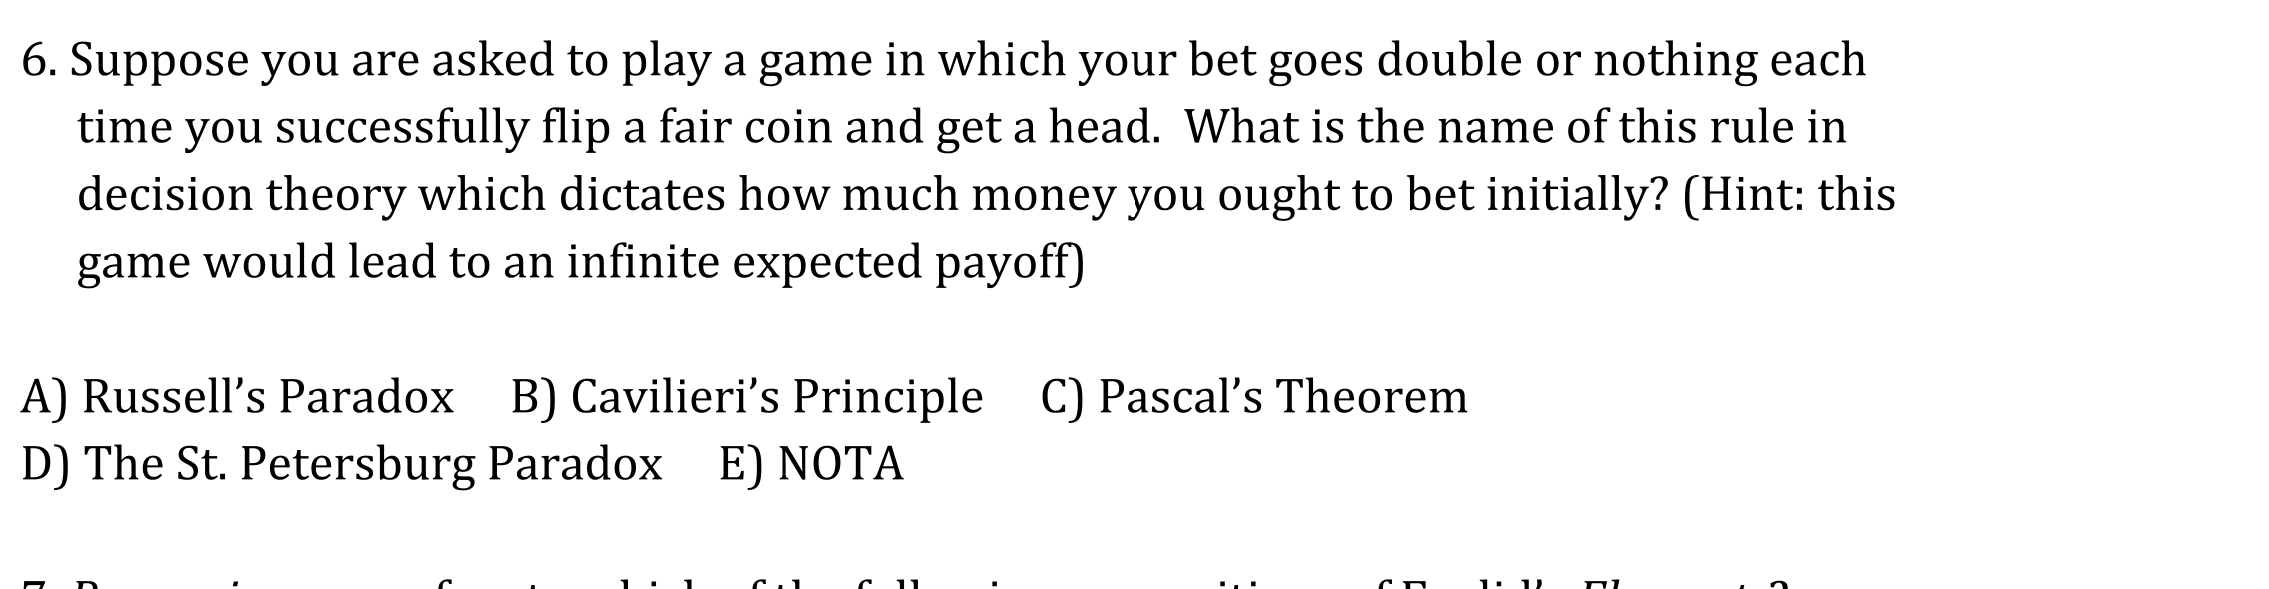 6. Suppose you are asked to play a game in which your bet goes double or nothing each
time you successfully flip a fair coin and get a head.  What is the name of this rule in
decision theory which dictates how much money you ought to bet initially? (Hint: this
game would lead to an infinite expected payoff)
A) Russell’s Paradox     B) Cavilieri’s Principle     C) Pascal’s Theorem
D) The St. Petersburg Paradox     E) NOTA